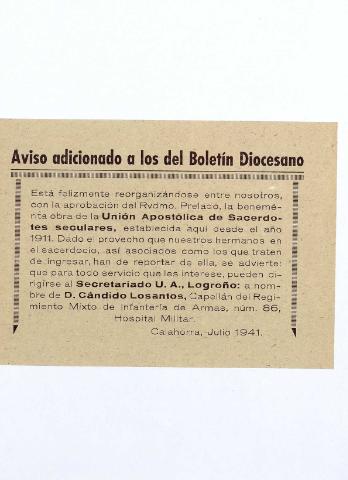 Aviso adicionado a los del Boletín Diocesano
Está felizmente reorganizándose entre nosotros,
con la aprobación del Rvdmo. Prelado, la benemé-
rita obra de la Unión Apostólica de Sacerdo-
tes seculares, establecida aquí desde el año
1911. Dado el provecho que nuestros hermanos en
el sacerdocio, así asociados como los que traten
de ingresar, han de reportar de ella, se advierte:
que para todo servicio que les interese, pueden di-
rigirse al Secretariado U. A., Logroño: a nom-
bre de D. Cándido Losantos, Capellán del Regi-
miento Mixto de Infantería de Armas, núm. 86,
Hospital Militar.
Calahorra, Julio 1941.